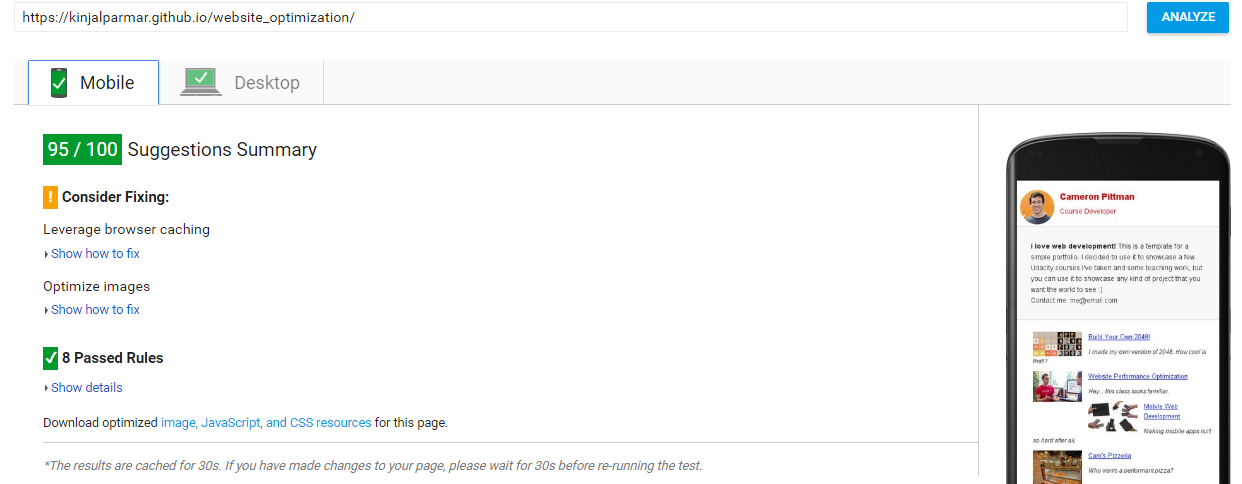 https://kinjalparmar.github.io/website_optimization/
ANALYZE
Mobile
Desktop
95 / 100 Suggestions Summary
! Consider Fixing:
Leverage browser caching
Show how to fix
Optimize images
Show how to fix
8 Passed Rules
Show details
Download optimized image, JavaScript, and CSS resources for this page.
*The results are cached for 30s. If you have made changes to your page, please wait for 30s before re-running the test.
Cameron Pittman
Course Developer
I love web development! This is a template for a
simple portfolio. I decided to use it to showcase a few
Udacity courses I've taken and some teaching work, but
you can use it to showcase any kind of project that you
want the world to see :)
Contact me: me@email.com
Build Your Own 2048!
I made my own version of 2048. How cool is
that?
Website Performance Optimization
Hey... this class looks familiar.
Mobile Web
Development
Making mobile apps isn't
so hard after all.
Cam's Pizzeria
Who wants a performant pizza?